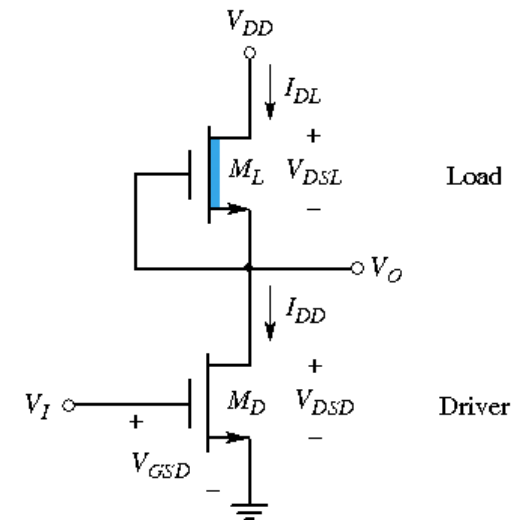 V_DD
I_DL
+
M_L V_DSL Load
−
V_O
I_DD
+
V_I M_D V_DSD Driver
+ −
V_GSD
−